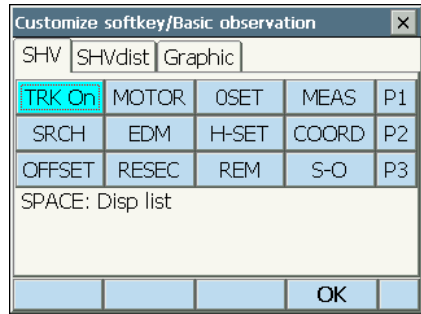 Customize softkey/Basic observation ×
SHV SHVdist Graphic
TRK On MOTOR 0SET MEAS P1
SRCH EDM H-SET COORD P2
OFFSET RESEC REM S-O P3
SPACE: Disp list
OK